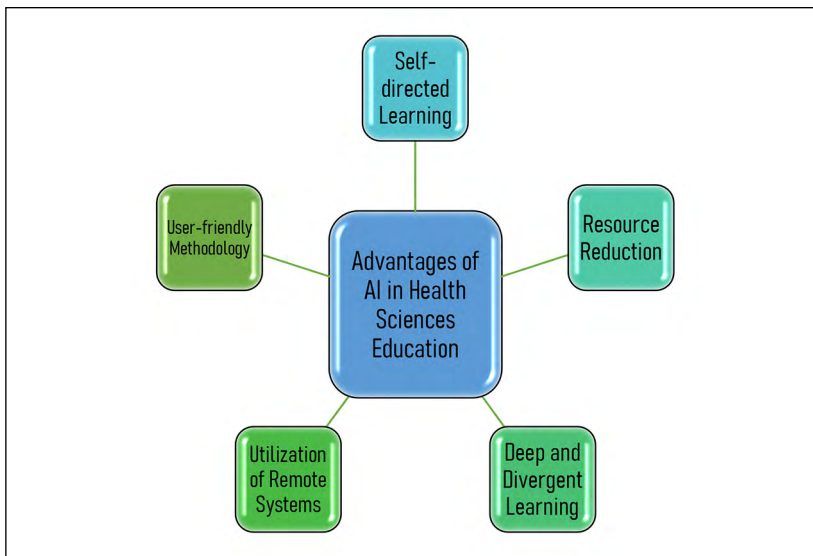 Self-
directed
Learning
User-friendly
Methodology
Resource
Reduction
Advantages of
AI in Health
Sciences
Education
Utilization
of Remote
Systems
Deep and
Divergent
Learning